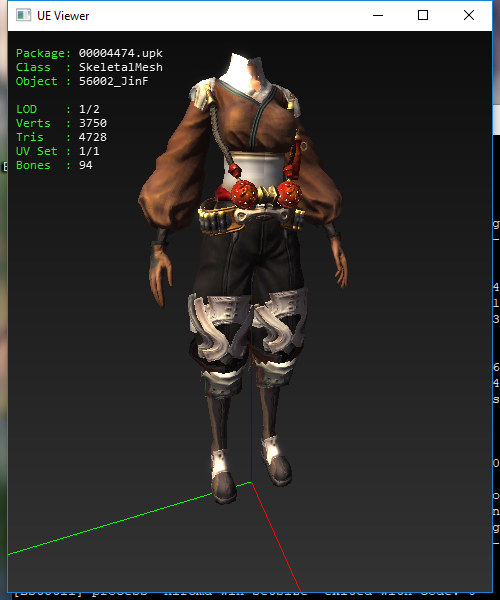 UE Viewer
Package: 00004474.upk
Class : SkeletalMesh
Object : 56002_JinF
LOD : 1/2
Verts : 3750
Tris : 4728
UV Set : 1/1
Bones : 94